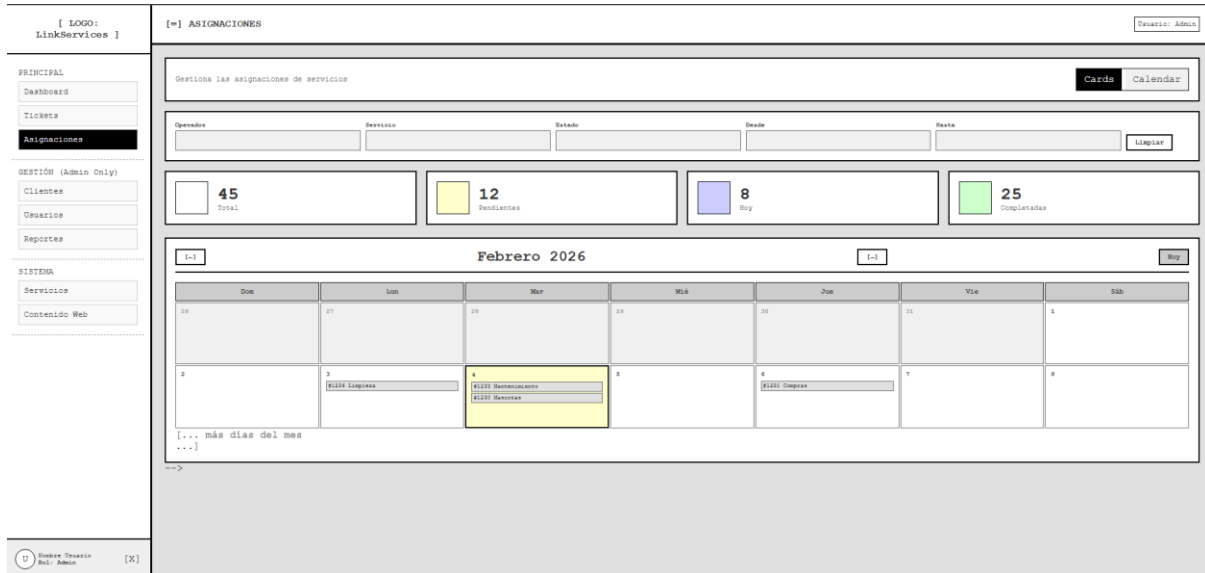 [ LOGO:
LinkServices ]
[=] ASIGNACIONES
Usuario: Admin
PRINCIPAL
Dashboard
Tickets
Asignaciones
GESTIÓN (Admin Only)
Clientes
Usuarios
Reportes
SISTEMA
Servicios
Contenido Web
U
Nombre Usuario
Rol: Admin
[X]
Gestiona las asignaciones de servicios
Cards Calendar
Operador Servicio Estado Desde Hasta
Limpiar
45
Total
12
Pendientes
8
Hoy
25
Completadas
Febrero 2026
Hoy
Dom Lun Mar Mié Jue Vie Sáb
26 27 28 29 30 31 1
2 3 4 5 6 7 8
#1234 Limpieza
#1233 Mantenimiento
#1230 Mascotas
#1231 Compras
[... más días del mes
...]
-->